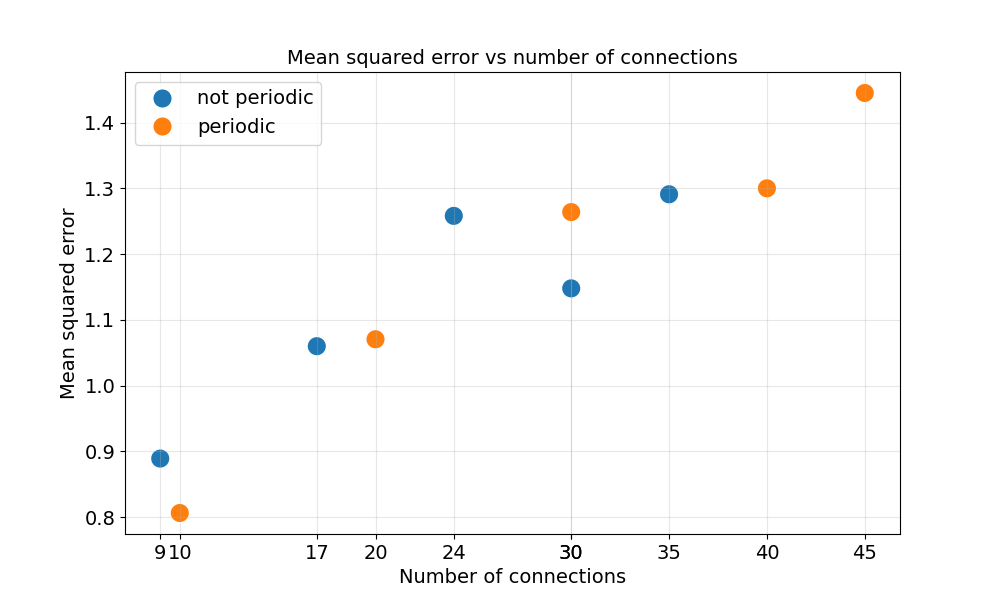 Mean squared error vs number of connections
not periodic
periodic
Mean squared error
1.4
1.3
1.2
1.1
1.0
0.9
0.8
9 10 17 20 24 30 35 40 45
Number of connections